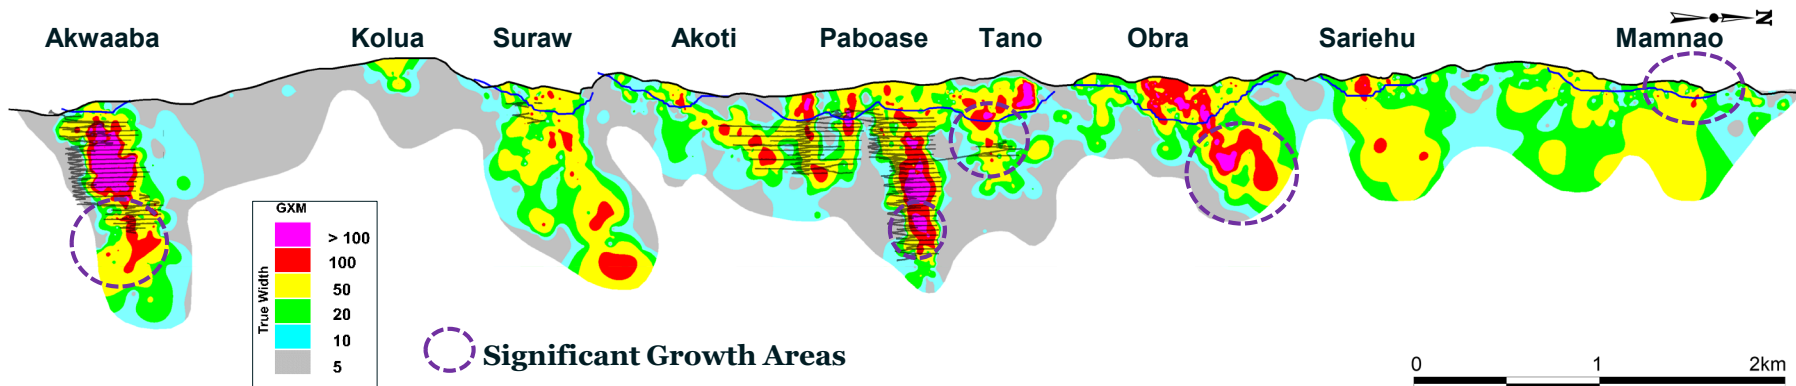 Akwaaba Kolua Suraw Akoti Paboase Tano Obra Sariehu Mamnao
N
GXM
> 100
100
50
20
10
5
True Width
Significant Growth Areas
0 1 2km